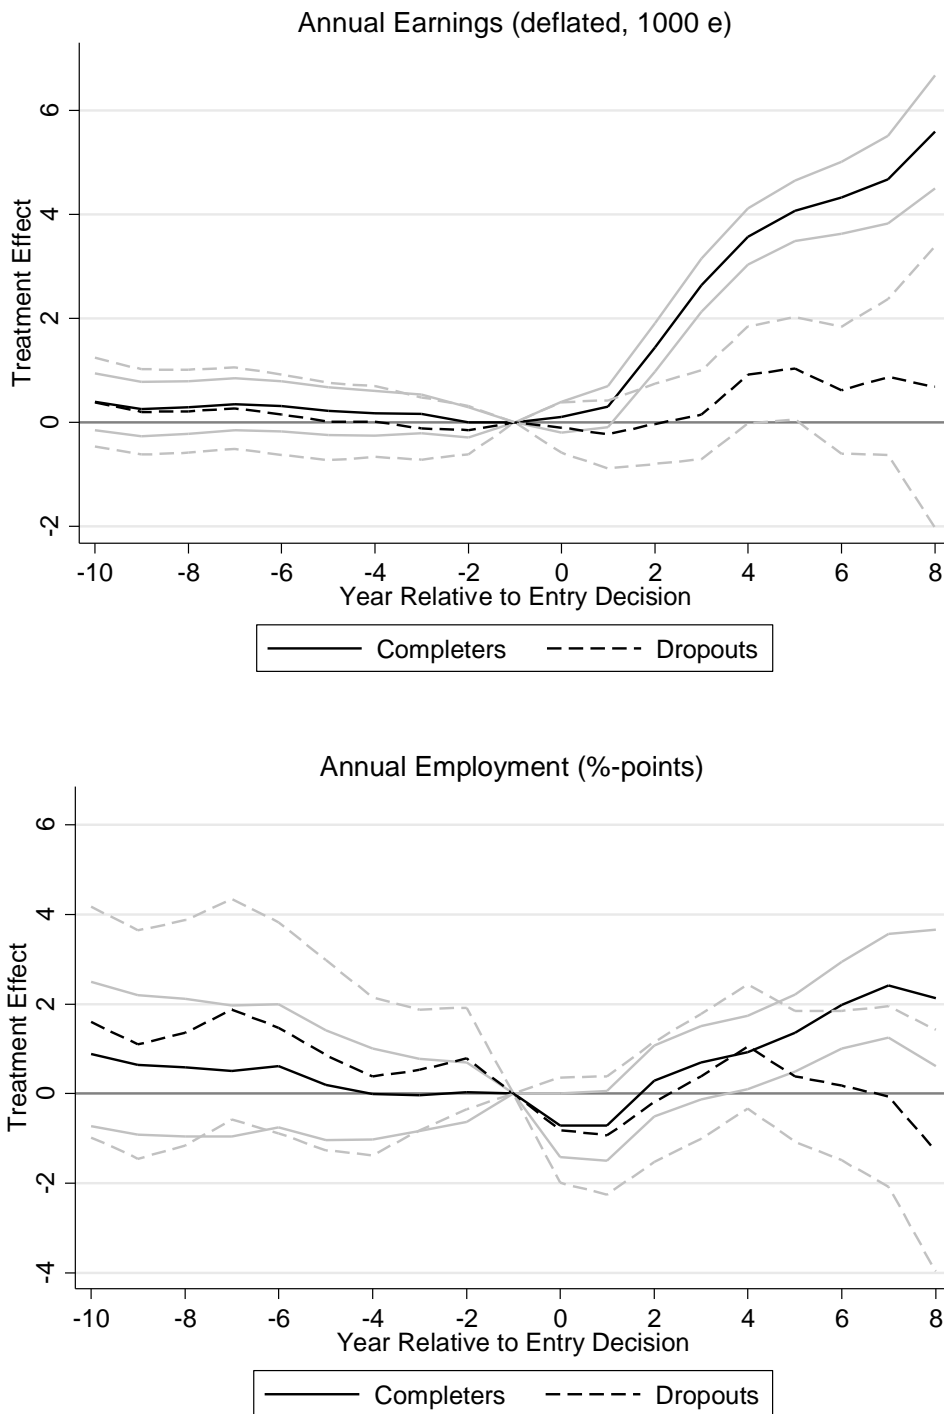 Annual Earnings (deflated, 1000 e)
Treatment Effect
6
4
2
0
-2
-10 -8 -6 -4 -2 0 2 4 6 8
Year Relative to Entry Decision
Completers Dropouts
Annual Employment (%-points)
Treatment Effect
6
4
2
0
-2
-4
-10 -8 -6 -4 -2 0 2 4 6 8
Year Relative to Entry Decision
Completers Dropouts